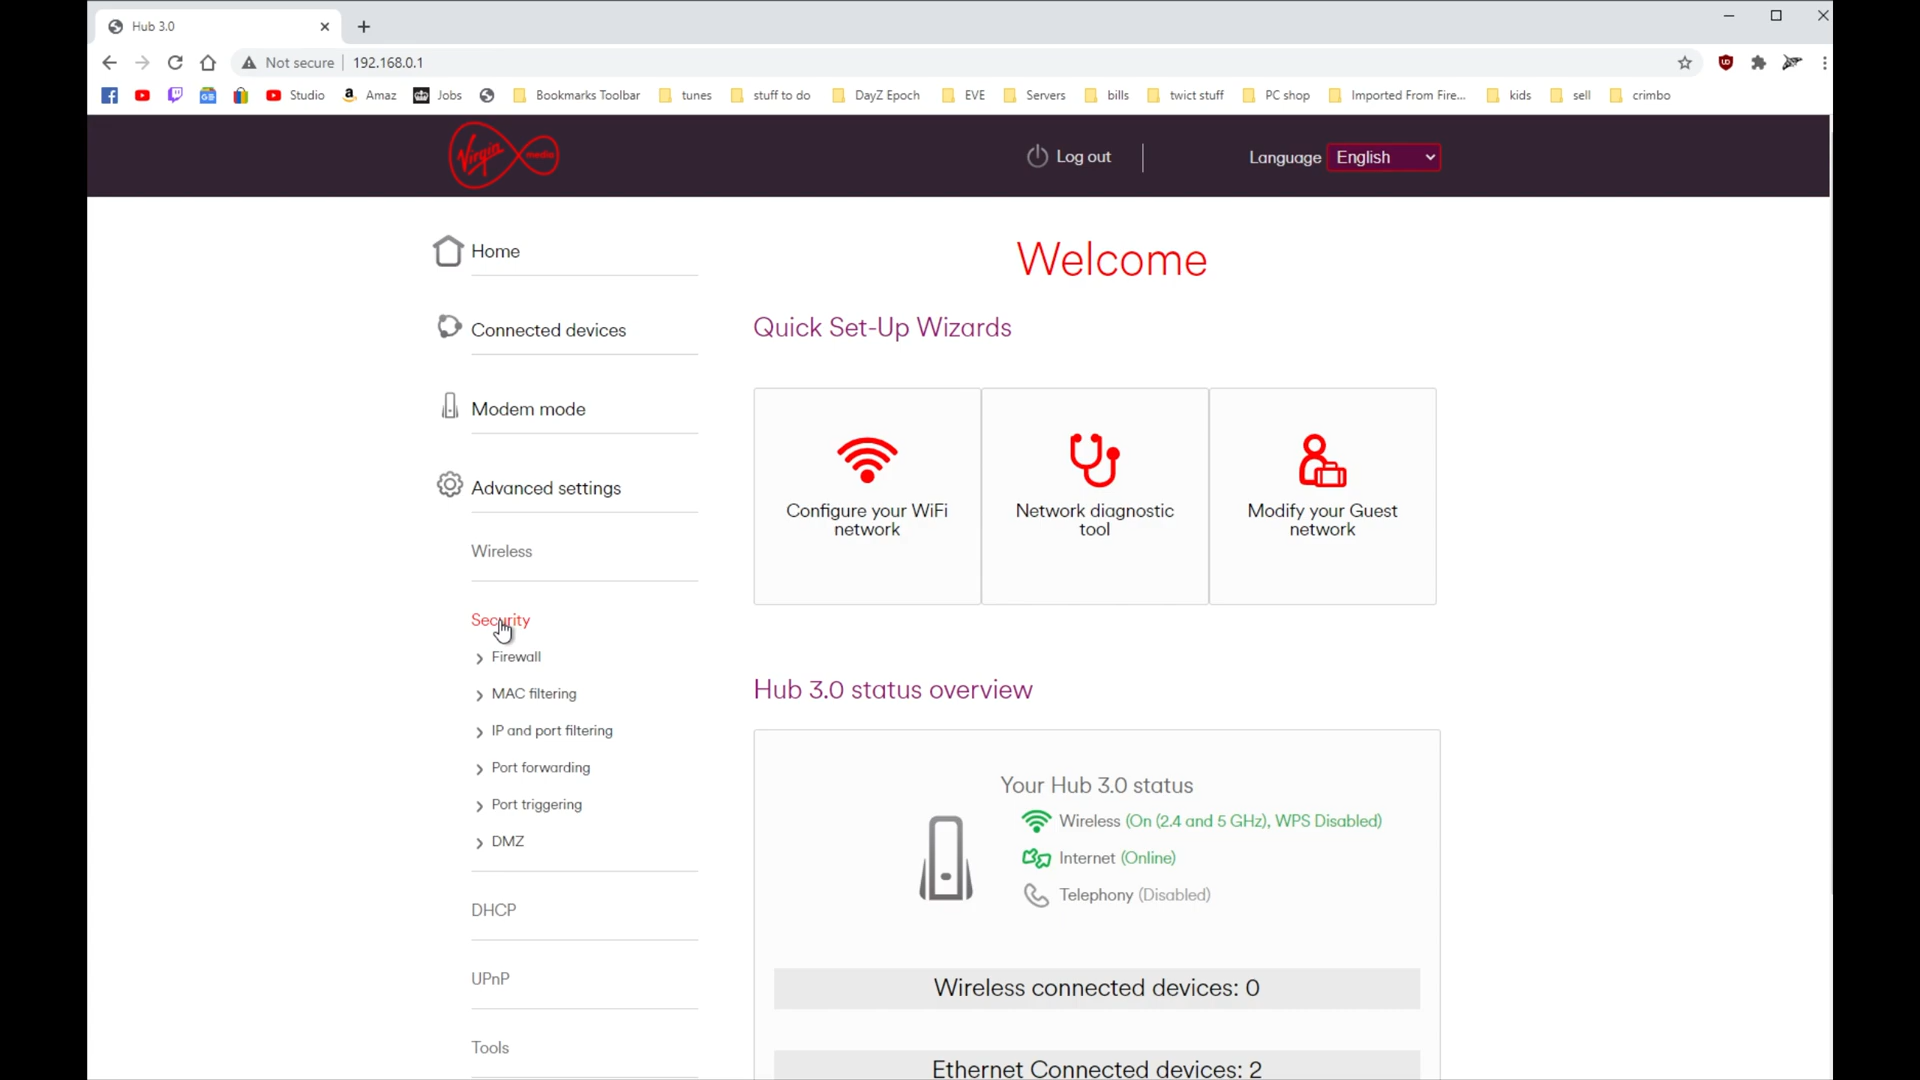 Hub 3.0
Not secure 192.168.0.1
Studio Amaz Jobs Bookmarks Toolbar tunes stuff to do DayZ Epoch EVE Servers bills twict stuff PC shop Imported From Fire... kids sell crimbo
Virgin media Log out Language English
Home
Connected devices
Modem mode
Advanced settings
Wireless
Security
Firewall
MAC filtering
IP and port filtering
Port forwarding
Port triggering
DMZ
DHCP
UPnP
Tools
Welcome
Quick Set-Up Wizards
Configure your WiFi
network
Network diagnostic
tool
Modify your Guest
network
Hub 3.0 status overview
Your Hub 3.0 status
Wireless (On (2.4 and 5 GHz), WPS Disabled)
Internet (Online)
Telephony (Disabled)
Wireless connected devices: 0
Ethernet Connected devices: 2